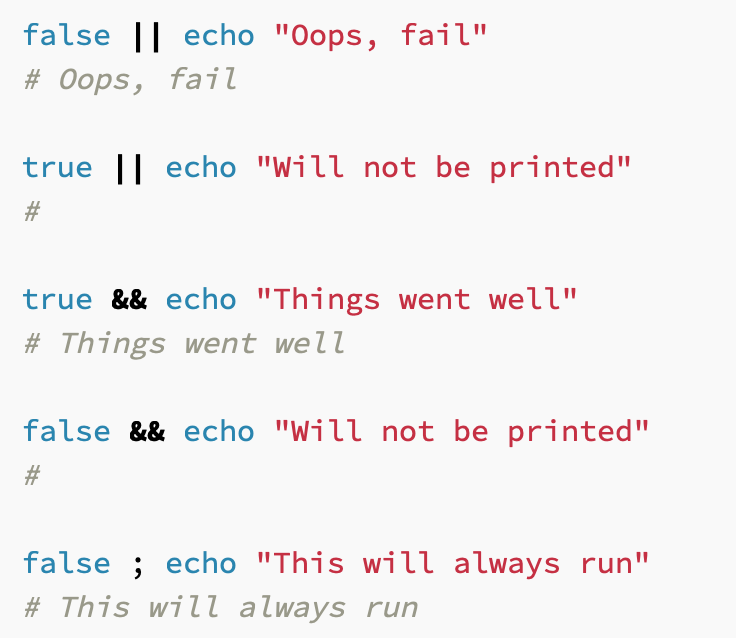 false || echo "Oops, fail"
# Oops, fail
true || echo "Will not be printed"
#
true && echo "Things went well"
# Things went well
false && echo "Will not be printed"
#
false ; echo "This will always run"
# This will always run